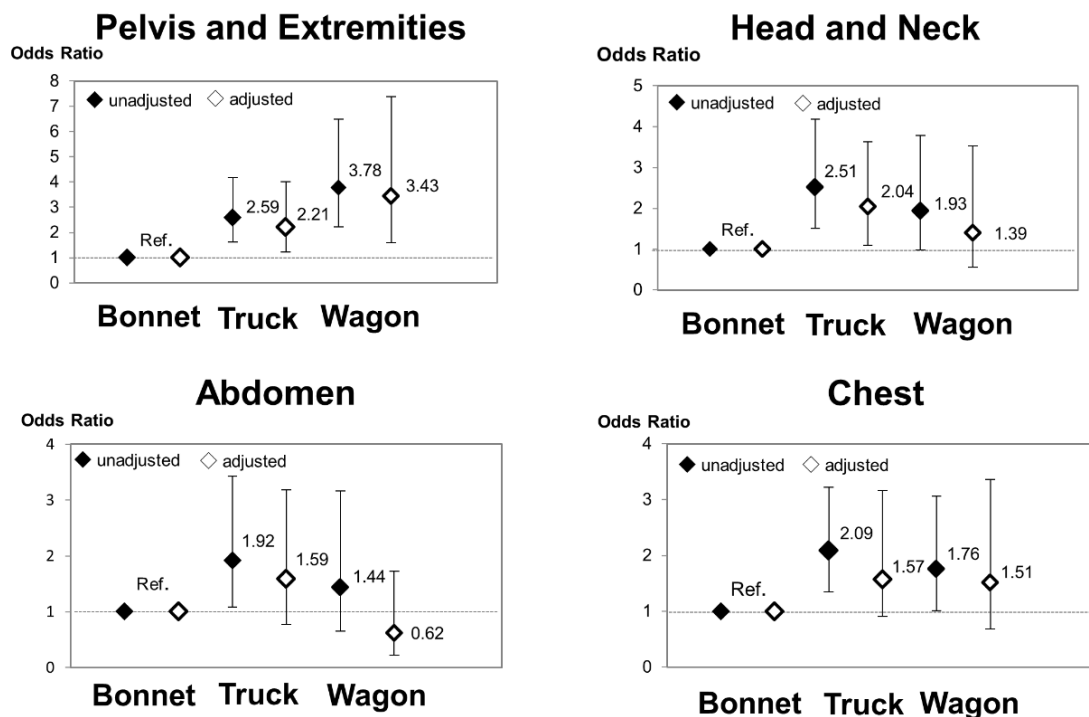 Pelvis and Extremities
Odds Ratio
8
7
6
5
4
3
2
1
0
◆ unadjusted ◇ adjusted
Ref.
2.59
2.21
3.78
3.43
Bonnet Truck Wagon
Head and Neck
Odds Ratio
5
4
3
2
1
0
◆ unadjusted ◇ adjusted
Ref.
2.51
2.04
1.93
1.39
Bonnet Truck Wagon
Abdomen
Odds Ratio
4
3
2
1
0
◆ unadjusted ◇ adjusted
Ref.
1.92
1.59
1.44
0.62
Bonnet Truck Wagon
Chest
Odds Ratio
4
3
2
1
0
◆ unadjusted ◇ adjusted
Ref.
2.09
1.57
1.76
1.51
Bonnet Truck Wagon